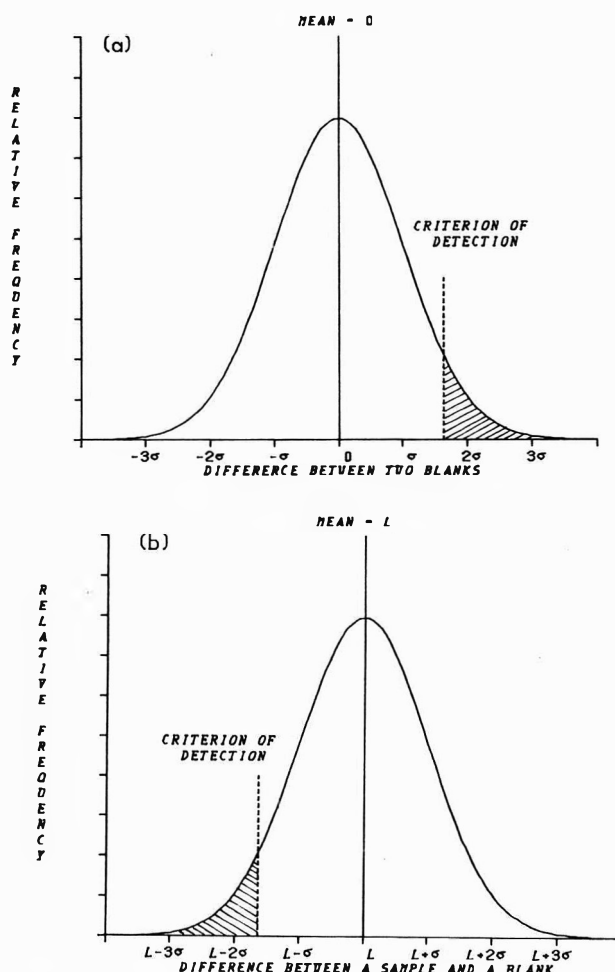 MEAN - 0
(a)
RELATIVE FREQUENCY
CRITERION OF
DETECTION
-3σ -2σ -σ 0 σ 2σ 3σ
DIFFERENCE BETWEEN TWO BLANKS
MEAN - L
(b)
RELATIVE FREQUENCY
CRITERION OF
DETECTION
L-3σ L-2σ L-σ L L+σ L+2σ L+3σ
DIFFERENCE BETWEEN A SAMPLE AND A BLANK